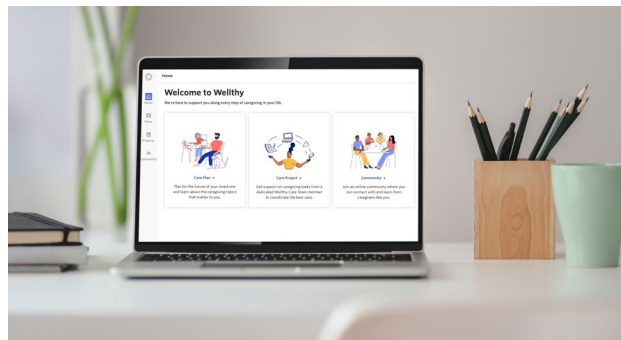 Home
Welcome to Wellthy
We're here to support you along every step of caregiving in your life.
Home
Community
Care Plan →
Plan for the future of your loved one
and learn about the caregiving topics
that matter to you.
Care Project →
Get support on caregiving tasks from a
dedicated Wellthy Care Team member
to coordinate the best care.
Community →
Join an online community where you
can connect with and learn from
caregivers like you.